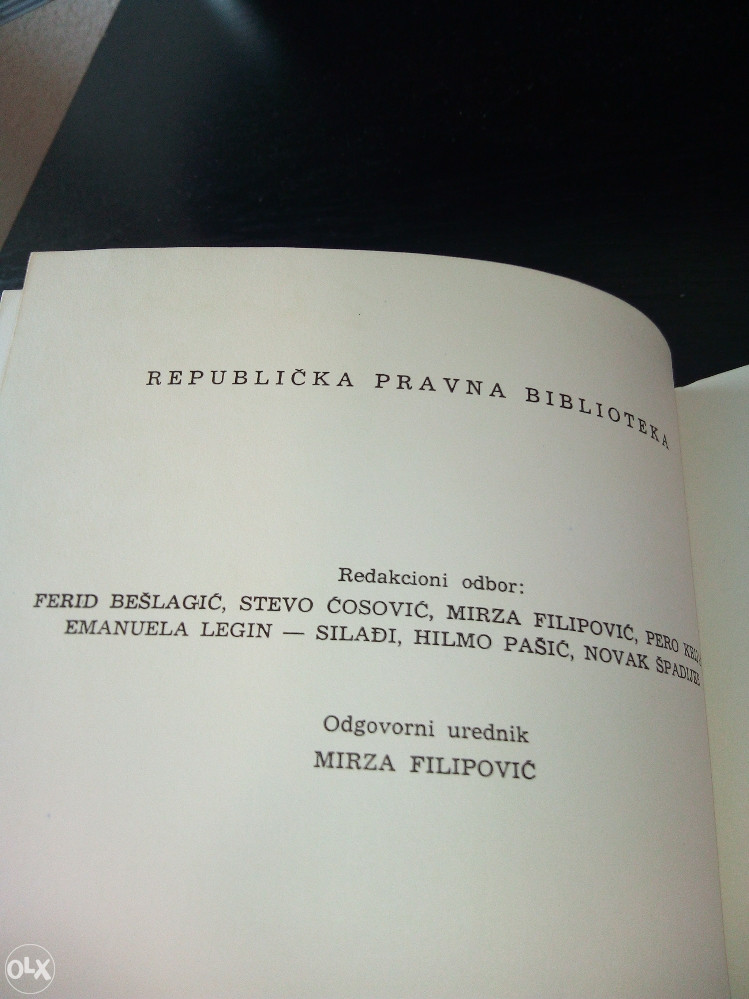 REPUBLIČKA PRAVNA BIBLIOTEKA
Redakcioni odbor:
FERID BEŠLAGIĆ, STEVO ĆOSOVIĆ, MIRZA FILIPOVIĆ, PERO
EMANUELA LEGIN — SILAĐI, HILMO PAŠIĆ, NOVAK
Odgovorni urednik
MIRZA FILIPOVIĆ
OLX